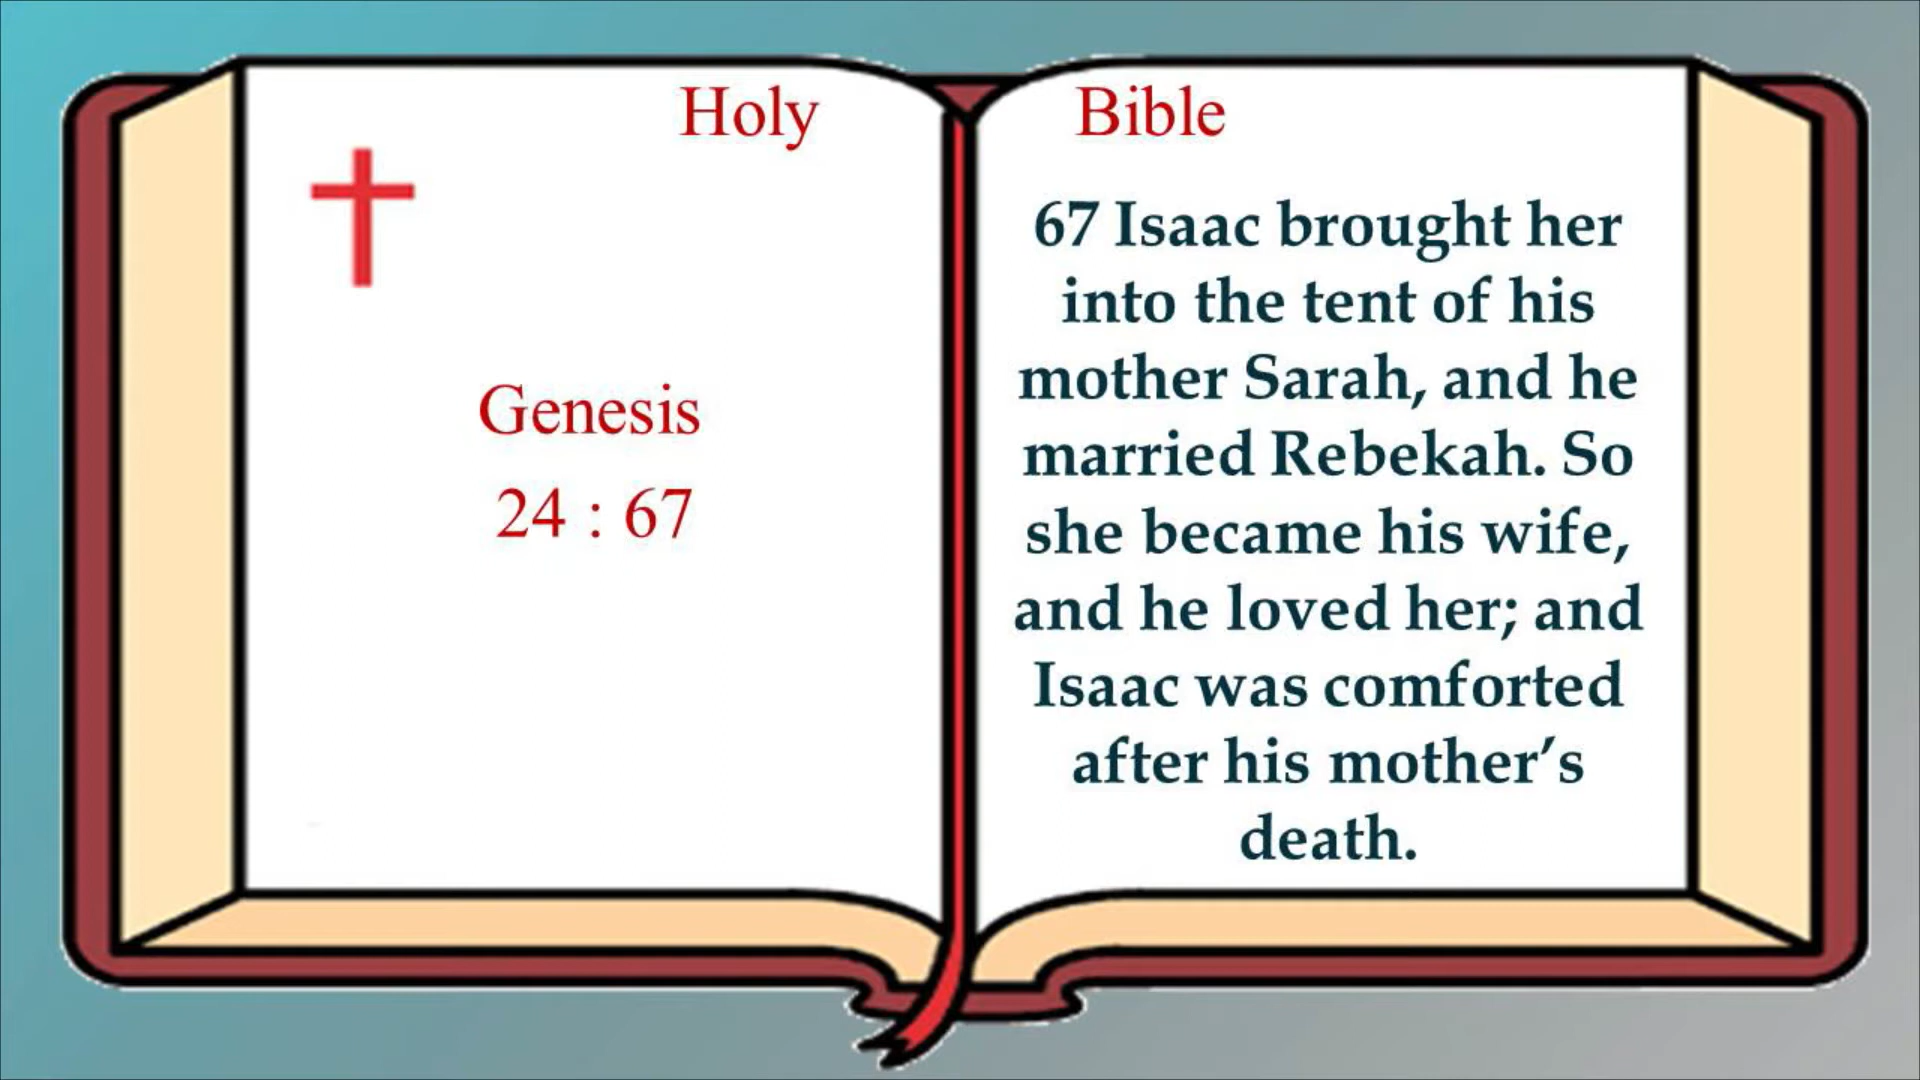 Holy Bible
Genesis
24 : 67
67 Isaac brought her
into the tent of his
mother Sarah, and he
married Rebekah. So
she became his wife,
and he loved her; and
Isaac was comforted
after his mother’s
death.